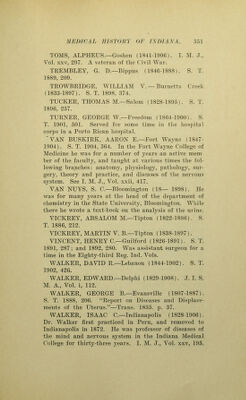 MEDICAL HISTORY OF INDIANA. 351
TOMS, ALPHEUS.—Goshen (1841-1906). I. M. J.,
Vol. xxv, 297. A veteran of the Civil War.
TREMBLEY, G. D.—Bippus (1846-1888). S. T.
1889, 209.
TROWBRIDGE, WILLIAM V.—Burnetts Creek
(1833-1897). S. T. 1898, 374.
TUCKER, THOMAS M.—Salem (1828-1895). S. T.
1896, 257.
TURNER, GEORGE W.—Freedom (1864-1900). S.
T. 1901, 501. Served for some time in the hospital
corps in a Porto Rican hospital.
VAN BUSKIRK, AARON E.—Fort Wayne (1847-
1904). S. T. 1904, 364. In the Fort Wayne College of
Medicine he was for a number of years an active mem-
ber of the faculty, and taught at various times the fol-
lowing branches: anatomy, physiology, pathology, sur-
gery, theory and practice, and diseases of the nervous
system. See I. M. J., Vol. xxii, 417.
VAN NUYS, S. C.—Bloomington (18— 1898). He
was for many years at the head of the department of
chemistry in the State University, Bloomington. While
there he wrote a text-book on the analysis of the urine.
VICKREY, ABSALOM M.—Tipton (1822-1886). S.
T. 1886, 212.
VICKREY, MARTIN V. B.—Tipton (1838-1897).
VINCENT, HENRY C.—Guilford (1826-1891). S. T.
1891, 287; and 1892, 290. Was assistant surgeon for a
time in the Eighty-third Reg. Ind. Vols.
WALKER, DAVID B.—Lebanon (1844-1902). S. T.
1902, 426.
WALKER, EDWARD.—Delphi (1829-1908). J. I. S.
M. A., Vol. i, 112.
WALKER, GEORGE B.—Evansville (1807-1887).
S. T. 1888, 206. "Report on Diseases and Displace-
ments of the Uterus."—Trans. 1855. p. 37.
WALKER, ISAAC C.—Indianapolis (1828-1906).
Dr. Walker first practiced in Peru, and removed to
Indianapolis in 1872. He was professor of diseases of
the mind and nervous system in the Indiana Medical
College for thirty-three years. I. M. J., Vol. xxv, 195.